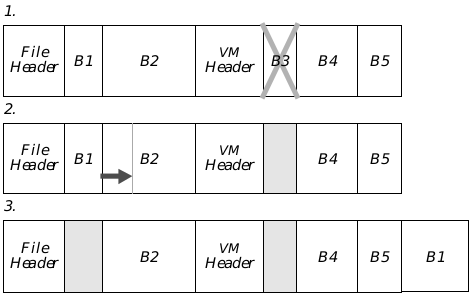 1.
File Header B1 B2 VM Header B3 B4 B5
2.
File Header B1 B2 VM Header B4 B5
3.
File Header B2 VM Header B4 B5 B1